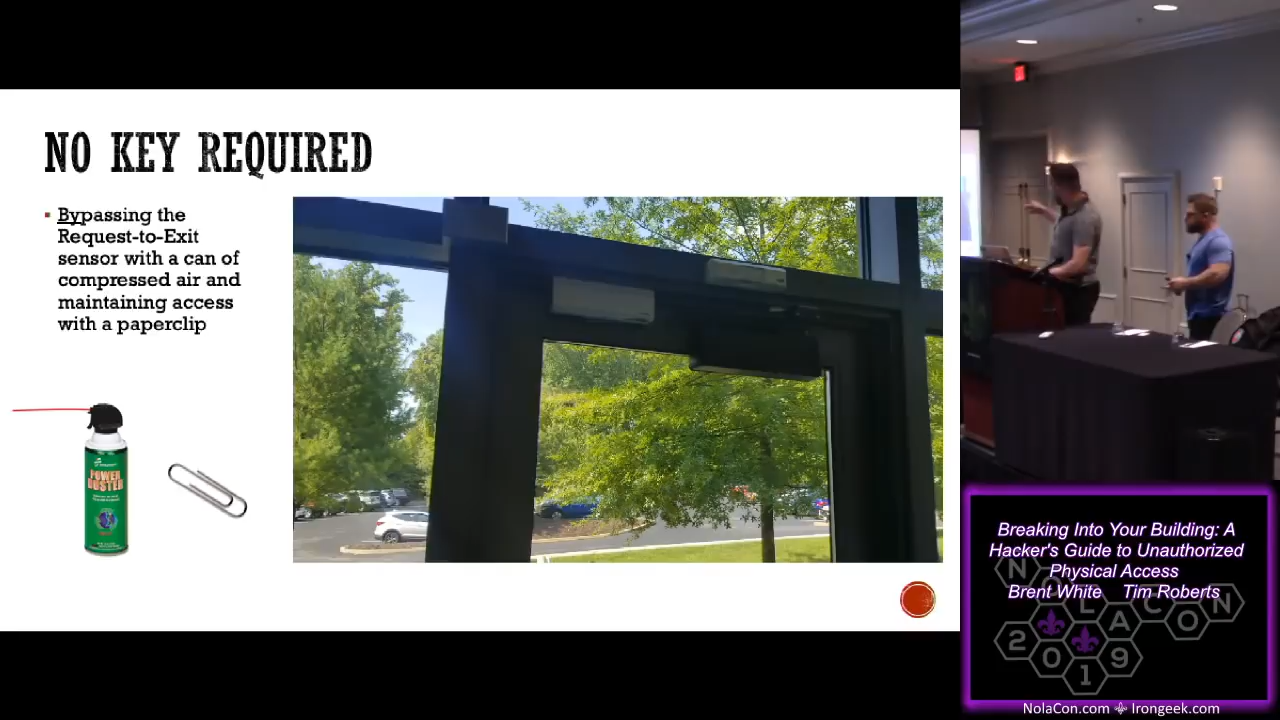 NO KEY REQUIRED
Bypassing the
Request-to-Exit
sensor with a can of
compressed air and
maintaining access
with a paperclip
POWER
DUSTER
Breaking Into Your Building: A
Hacker's Guide to Unauthorized
Physical Access
Brent White Tim Roberts
NOLACON
2019
NolaCon.com Irongeek.com